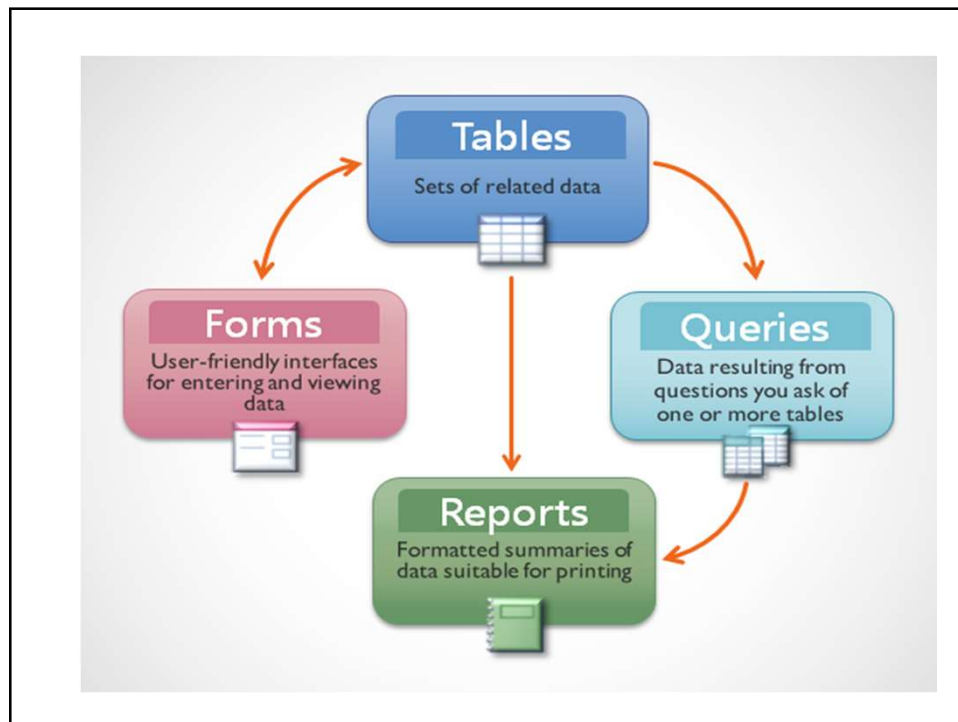 Tables
Sets of related data
Forms
User-friendly interfaces
for entering and viewing
data
Queries
Data resulting from
questions you ask of
one or more tables
Reports
Formatted summaries of
data suitable for printing